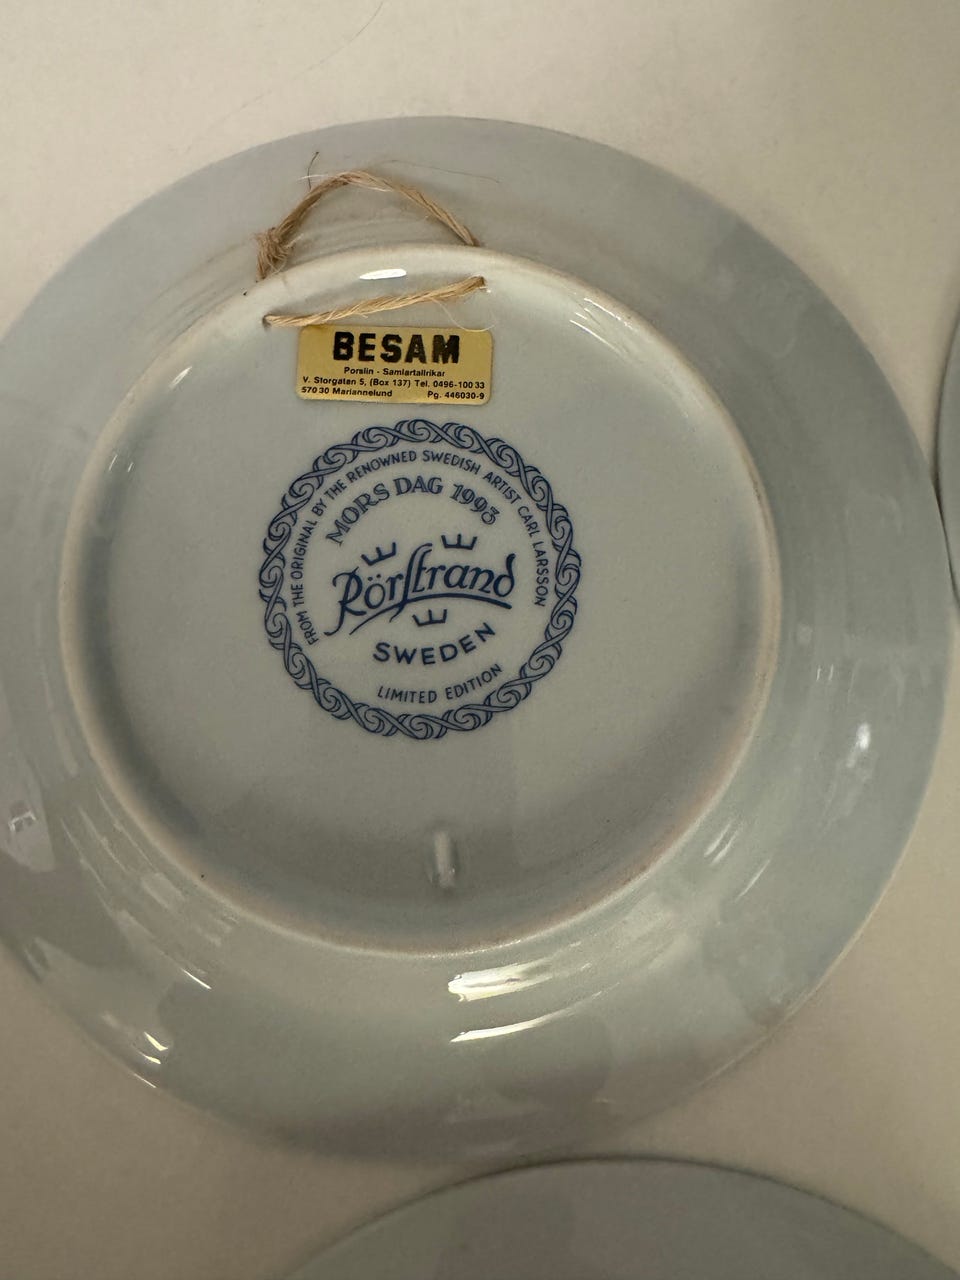 BESAM
Porslin - Samlartallrikar
V. Storgatan 5, (Box 137) Tel. 0496-100 33
570 30 Mariannelund Pg. 446030-9
FROM THE ORIGINAL BY THE RENOWNED SWEDISH ARTIST CARL LARSSON
MORS DAG 1993
Rörstrand
SWEDEN
LIMITED EDITION